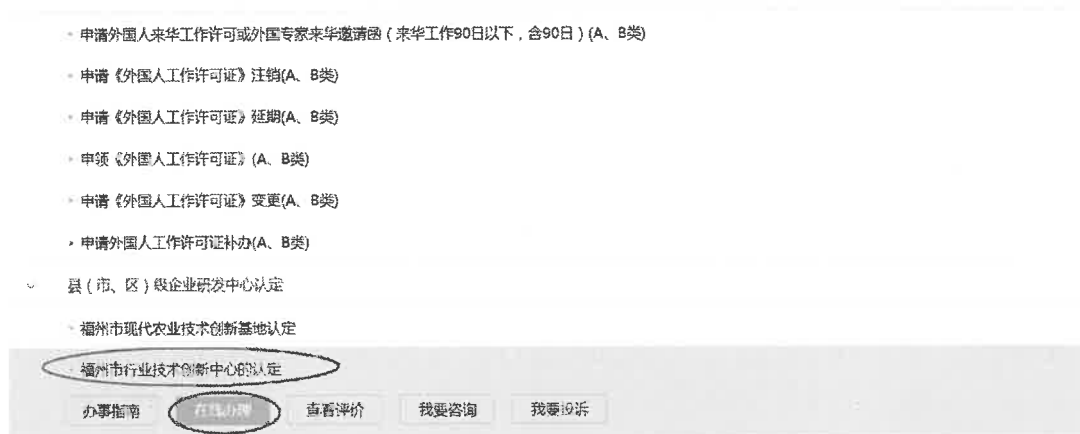 申请外国人来华工作许可或外国专家来华邀请函（来华工作90日以下，含90日）(A、B类)
申请《外国人工作许可证》注销(A、B类)
申请《外国人工作许可证》延期(A、B类)
申领《外国人工作许可证》(A、B类)
申请《外国人工作许可证》变更(A、B类)
申请外国人工作许可证补办(A、B类)
县（市、区）级企业研发中心认定
福州市现代农业技术创新基地认定
福州市行业技术创新中心的认定
办事指南 在线办理 查看评价 我要咨询 我要投诉